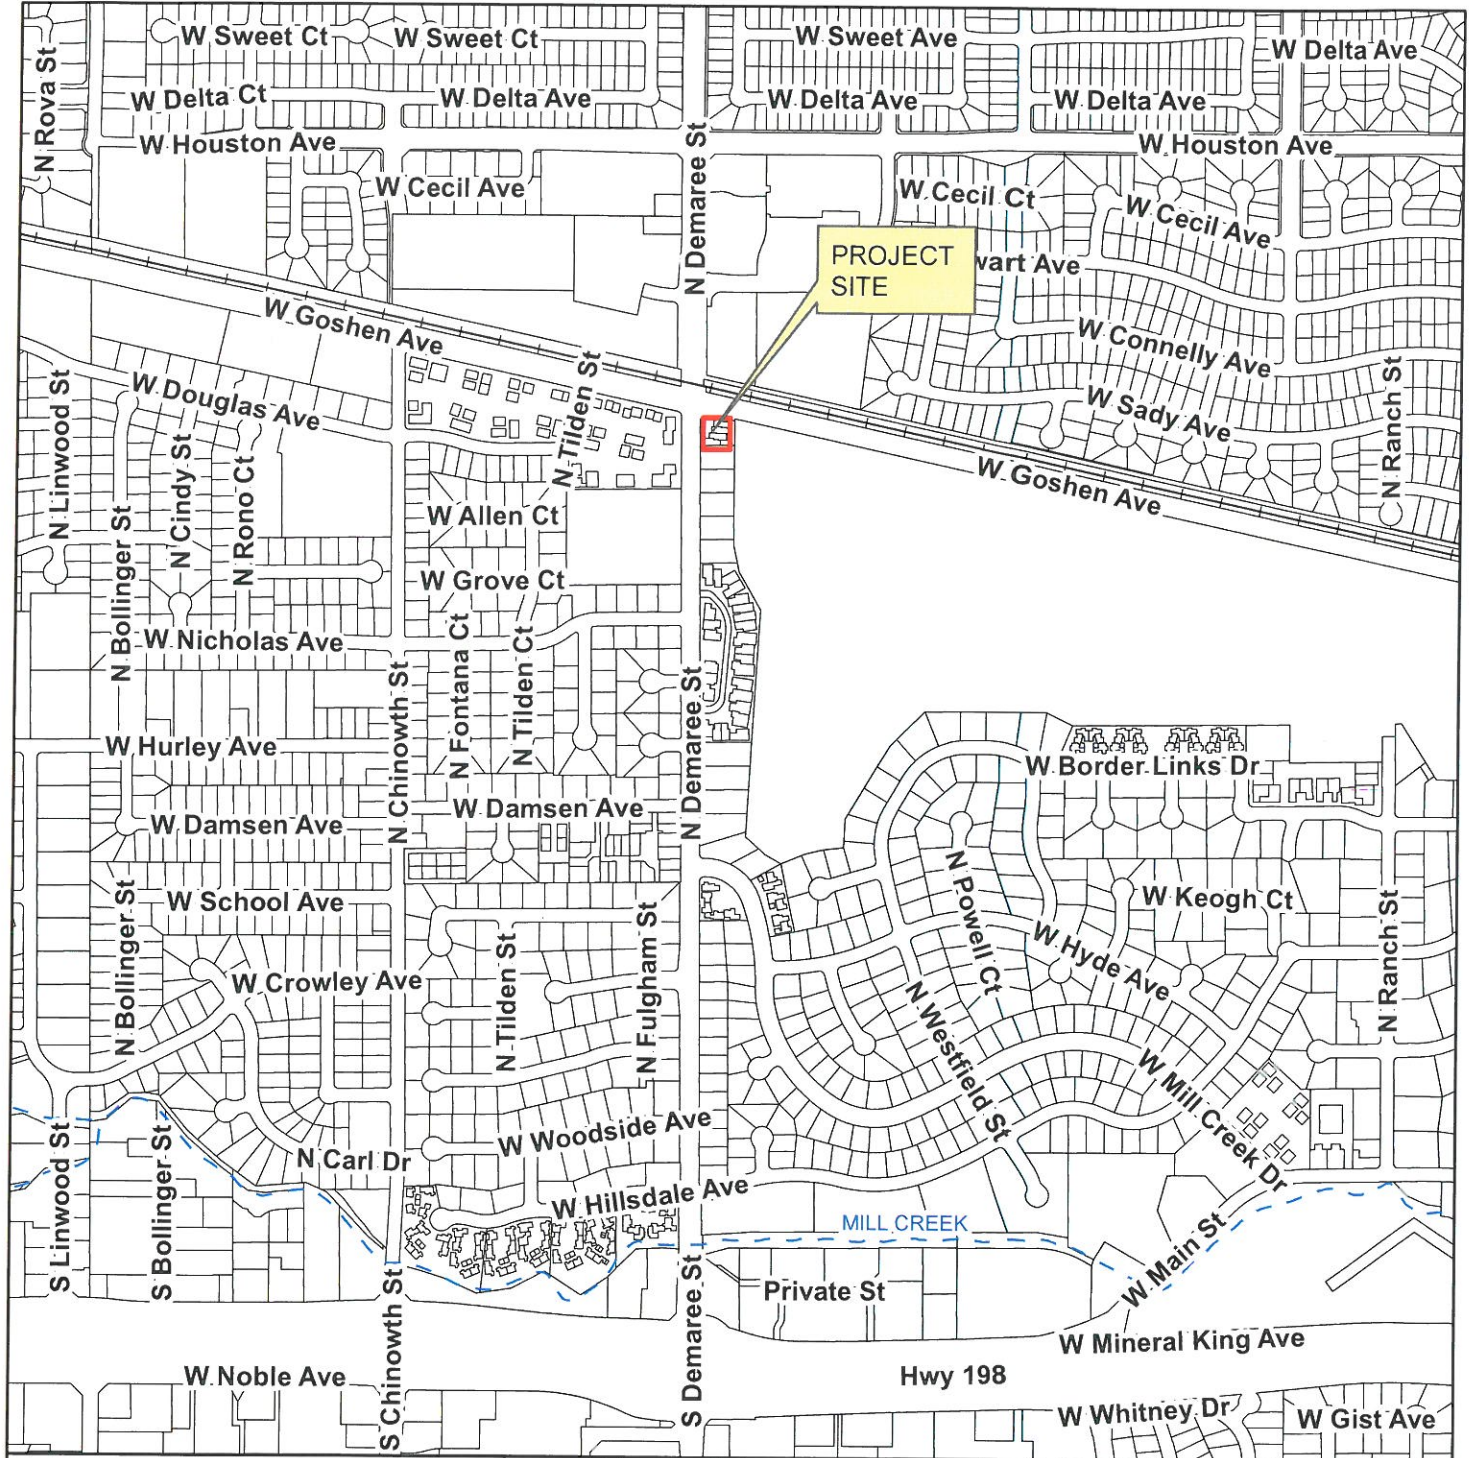 W Sweet Ct
W Sweet Ct
W Sweet Ave
W Delta Ave
N Rova St
W Delta Ct
W Delta Ave
W Delta Ave
W Delta Ave
W Houston Ave
N Demaree St
W Houston Ave
W Cecil Ave
W Cecil Ct
W Cecil Ave
PROJECT
SITE
wart Ave
W Goshen Ave
W Connelly Ave
W Douglas Ave
N Tilden St
W Sady Ave
N Ranch St
N Linwood St
N Cindy St
N Rono Ct
W Goshen Ave
W Allen Ct
N Bollinger St
W Grove Ct
W Nicholas Ave
N Fontana Ct
N Tilden Ct
N Chinowth St
N Demaree St
W Hurley Ave
W Border Links Dr
W Damsen Ave
W Damsen Ave
N Powell Ct
W School Ave
W Keogh Ct
N Bollinger St
N Tilden St
N Fulgham St
W Hyde Ave
N Ranch St
W Crowley Ave
N Westfield St
W Mill Creek Dr
W Woodside Ave
N Carl Dr
S Linwood St
S Bollinger St
W Hillsdale Ave
MILL CREEK
W Main St
Private St
S Chinowth St
S Demaree St
W Mineral King Ave
W Noble Ave
Hwy 198
W Whitney Dr
W Gist Ave